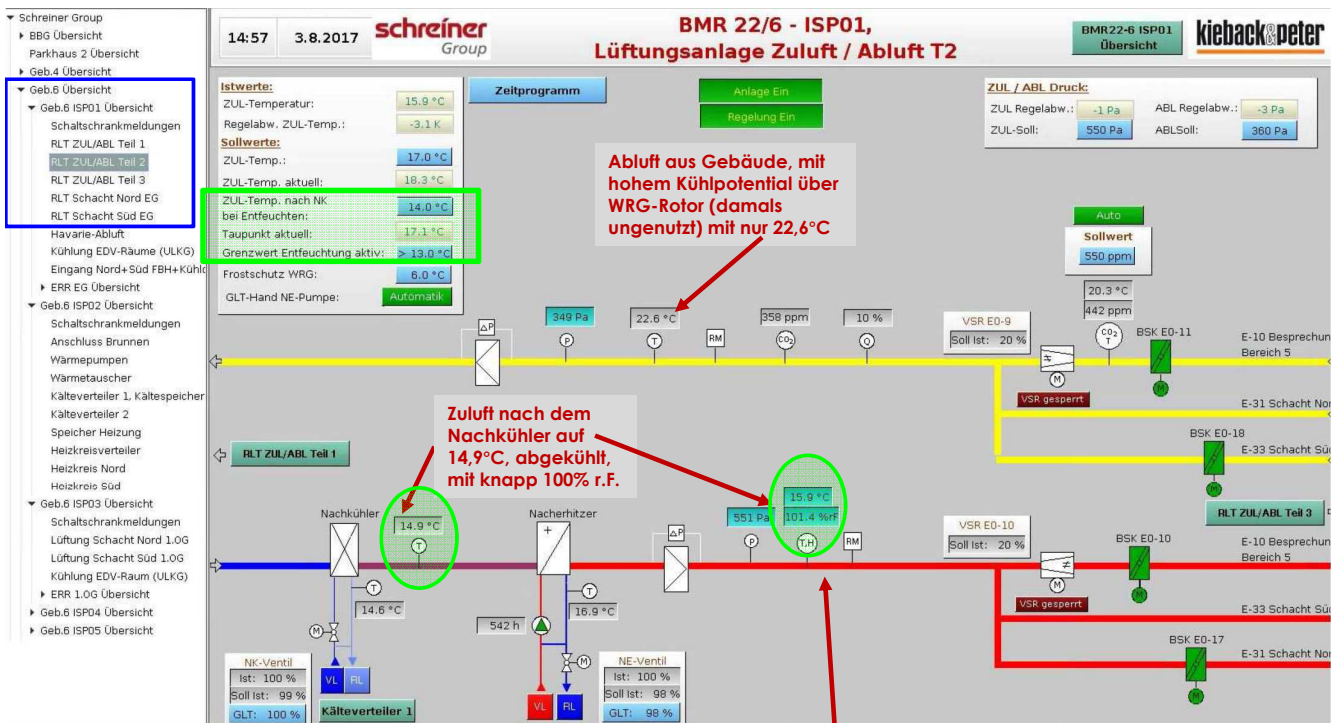 Schreiner Group
BBG Übersicht
Parkhaus 2 Übersicht
Geb.4 Übersicht
Geb.6 Übersicht
Geb.6 ISP01 Übersicht
Schaltschrankmeldungen
RLT ZUL/ABL Teil 1
RLT ZUL/ABL Teil 2
RLT ZUL/ABL Teil 3
RLT Schacht Nord EG
RLT Schacht Süd EG
Havarie-Abluft
Kühlung EDV-Räume (ULKG)
Eingang Nord+Süd FBH+Kühld
ERR EG Übersicht
Geb.6 ISP02 Übersicht
Schaltschrankmeldungen
Anschluss Brunnen
Wärmepumpen
Wärmetauscher
Kälteverteiler 1, Kältespeicher
Kälteverteiler 2
Speicher Heizung
Heizkreisverteiler
Heizkreis Nord
Heizkreis Süd
Geb.6 ISP03 Übersicht
Schaltschrankmeldungen
Lüftung Schacht Nord 1.OG
Lüftung Schacht Süd 1.OG
Kühlung EDV-Raum (ULKG)
ERR 1.OG Übersicht
Geb.6 ISP04 Übersicht
Geb.6 ISP05 Übersicht
14:57 3.8.2017
schreiner
Group
BMR 22/6 - ISP01,
Lüftungsanlage Zuluft / Abluft T2
BMR22-6 ISP01
Übersicht
kieback&peter
Istwerte:
ZUL-Temperatur: 15.9 °C
Regelabw. ZUL-Temp.: -3.1 K
Sollwerte:
ZUL-Temp.: 17.0 °C
ZUL-Temp. aktuell: 18.3 °C
ZUL-Temp. nach NK
bei Entfeuchten: 14.0 °C
Taupunkt aktuell: 17.1 °C
Grenzwert Entfeuchtung aktiv: > 13.0 °C
Frostschutz WRG: 6.0 °C
GLT-Hand NE-Pumpe: Automatik
Zeitprogramm
Anlage Ein
Regelung Ein
ZUL / ABL Druck:
ZUL Regelabw.: -1 Pa ABL Regelabw.: -3 Pa
ZUL-Soll: 550 Pa ABLSoll: 360 Pa
Abluft aus Gebäude, mit
hohem Kühlpotential über
WRG-Rotor (damals
ungenutzt) mit nur 22,6°C
Auto
Sollwert
550 ppm
20.3 °C
442 ppm
349 Pa 22.6 °C 358 ppm 10 %
ΔP P T RM CO2 Q
VSR E0-9
Soll Ist: 20 %
CO2
T
BSK E0-11
M
M
VSR gesperrt
E-10 Besprechun
Bereich 5
E-31 Schacht Nor
BSK E0-18
M
E-33 Schacht Süd
RLT ZUL/ABL Teil 1
RLT ZUL/ABL Teil 3
Zuluft nach dem
Nachkühler auf
14,9°C, abgekühlt,
mit knapp 100% r.F.
Nachkühler
14.9 °C
T
Nacherhitzer
ΔP
551 Pa
P
15.9 °C
101.4 %rF
T,H
RM
VSR E0-10
Soll Ist: 20 %
BSK E0-10
M
M
VSR gesperrt
E-10 Besprechun
Bereich 5
E-33 Schacht Süd
BSK E0-17
M
E-31 Schacht Nor
T
14.6 °C
M
T
16.9 °C
542 h
M
NK-Ventil
Ist: 100 %
Soll Ist: 99 %
GLT: 100 %
VL RL
Kälteverteiler 1
VL RL
NE-Ventil
Ist: 100 %
Soll Ist: 98 %
GLT: 98 %